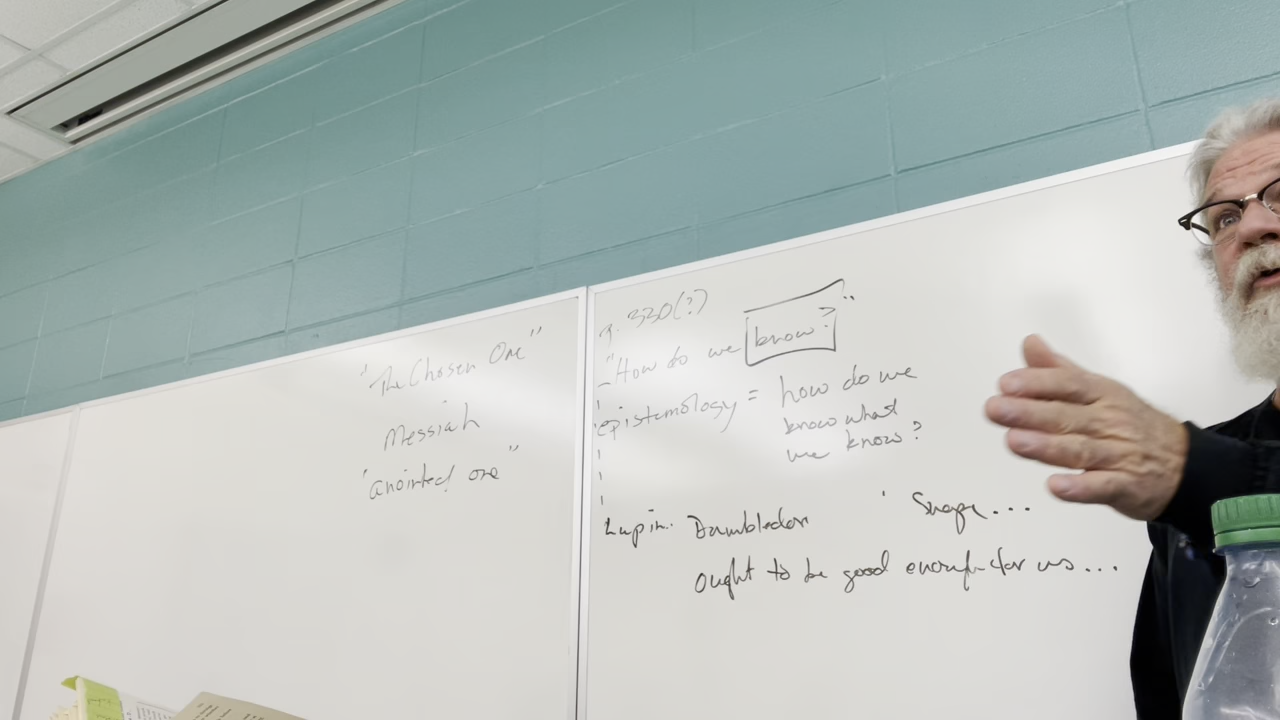 "The Chosen One"
Messiah
"anointed one"
p. 330(?)
"How do we know?"
epistemology = how do we
know what
we know?
Lupin: Dumbledore Snape...
ought to be good enough for us...